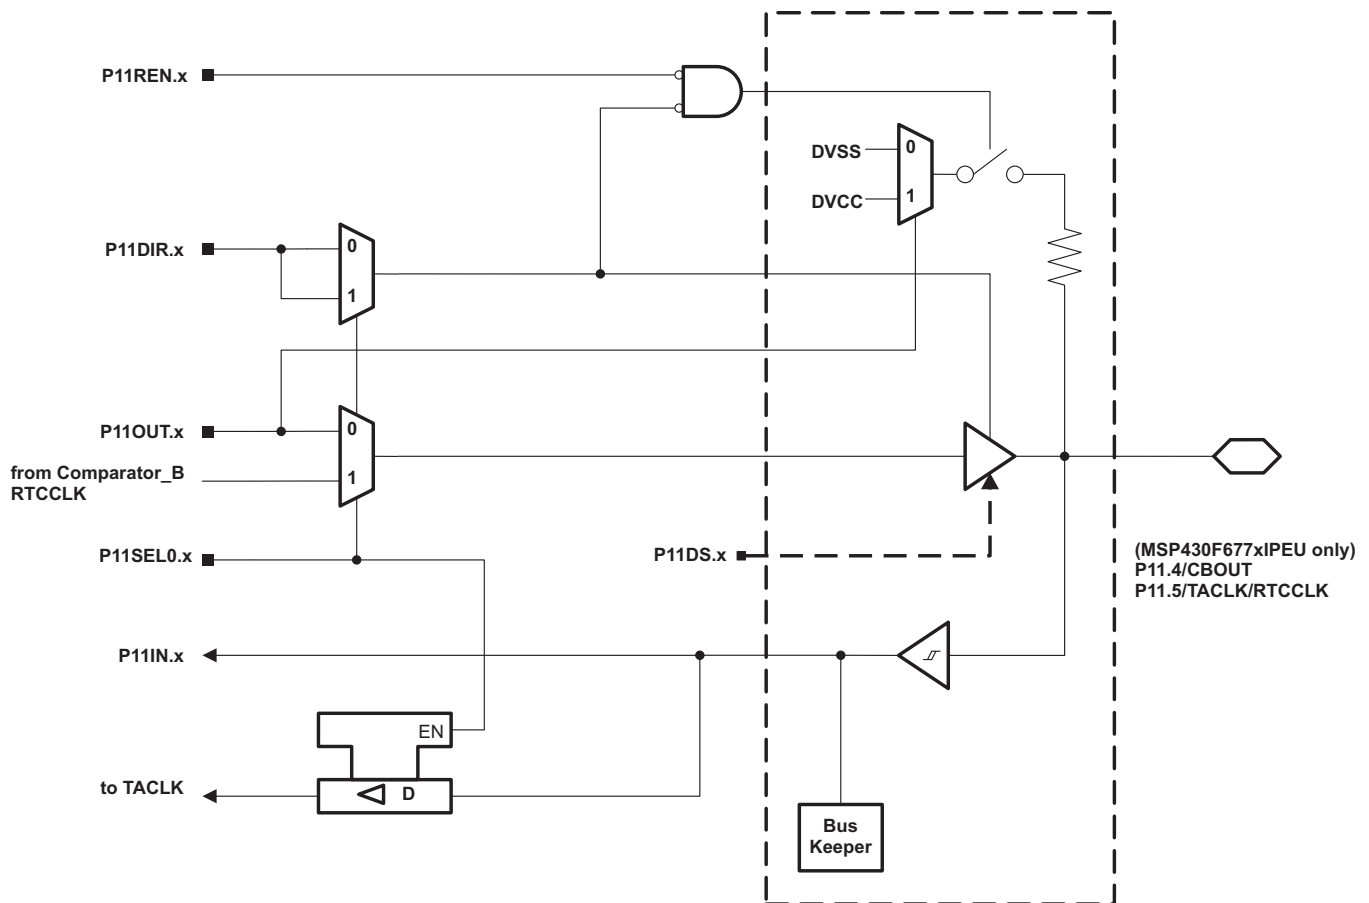 P11REN.x
DVSS
0
DVCC
1
P11DIR.x
0
1
P11OUT.x
0
from Comparator_B
RTCCLK
1
P11SEL0.x
P11DS.x
(MSP430F677xIPEU only)
P11.4/CBOUT
P11.5/TACLK/RTCCLK
P11IN.x
EN
to TACLK
D
Bus
Keeper